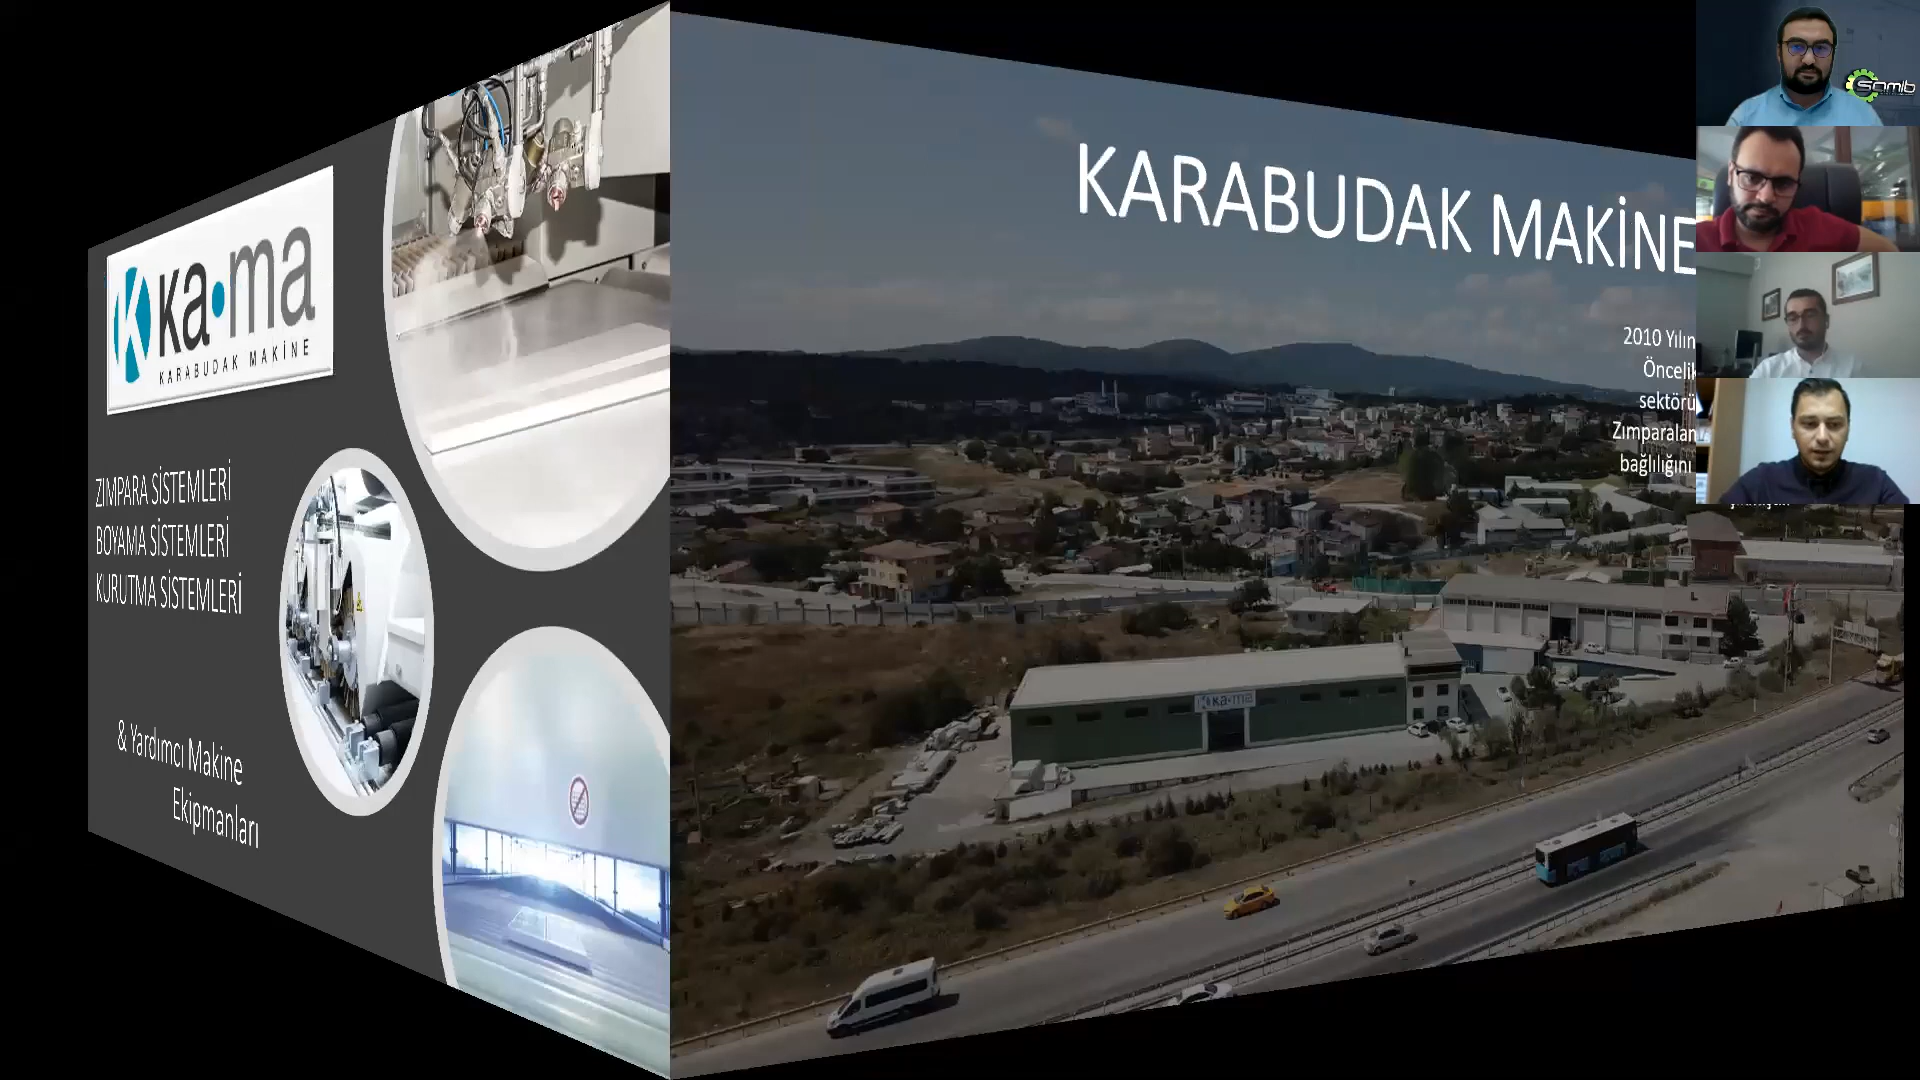 ka·ma
KARABUDAK MAKİNE
ZIMPARA SİSTEMLERİ
BOYAMA SİSTEMLERİ
KURUTMA SİSTEMLERİ
& Yardımcı Makine
Ekipmanları
KARABUDAK MAKİNE
2010 Yılın
Öncelik
sektörü
Zımparalan
bağlılığını
ka·ma
Samib